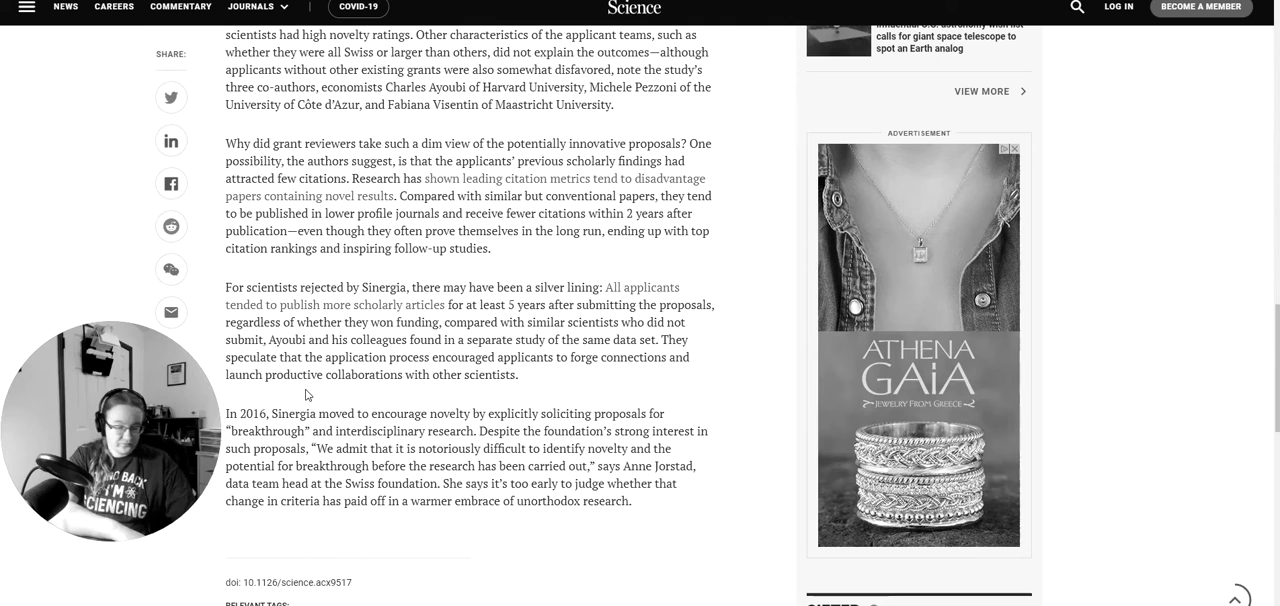 NEWS
CAREERS
COMMENTARY
JOURNALS
COVID-19
Science
LOG IN
BECOME A MEMBER
SHARE:
scientists had high novelty ratings. Other characteristics of the applicant teams, such as
whether they were all Swiss or larger than others, did not explain the outcomes—although
applicants without other existing grants were also somewhat disfavored, note the study's
three co-authors, economists Charles Ayoubi of Harvard University, Michele Pezzoni of the
University of Côte d'Azur, and Fabiana Visentin of Maastricht University.
Why did grant reviewers take such a dim view of the potentially innovative proposals? One
possibility, the authors suggest, is that the applicants' previous scholarly findings had
attracted few citations. Research has shown leading citation metrics tend to disadvantage
papers containing novel results. Compared with similar but conventional papers, they tend
to be published in lower profile journals and receive fewer citations within 2 years after
publication—even though they often prove themselves in the long run, ending up with top
citation rankings and inspiring follow-up studies.
For scientists rejected by Sinergia, there may have been a silver lining: All applicants
tended to publish more scholarly articles for at least 5 years after submitting the proposals,
regardless of whether they won funding, compared with similar scientists who did not
submit, Ayoubi and his colleagues found in a separate study of the same data set. They
speculate that the application process encouraged applicants to forge connections and
launch productive collaborations with other scientists.
In 2016, Sinergia moved to encourage novelty by explicitly soliciting proposals for
“breakthrough” and interdisciplinary research. Despite the foundation's strong interest in
such proposals, “We admit that it is notoriously difficult to identify novelty and the
potential for breakthrough before the research has been carried out,” says Anne Jorstad,
data team head at the Swiss foundation. She says it's too early to judge whether that
change in criteria has paid off in a warmer embrace of unorthodox research.
doi: 10.1126/science.acx9517
RELEVANT TAGS:
influential U.S. astronomy wish list
calls for giant space telescope to
spot an Earth analog
VIEW MORE
ADVERTISEMENT
ATHENA
GAIA
JEWELRY FROM GREECE
AND BACK
I'M
SCIENCING